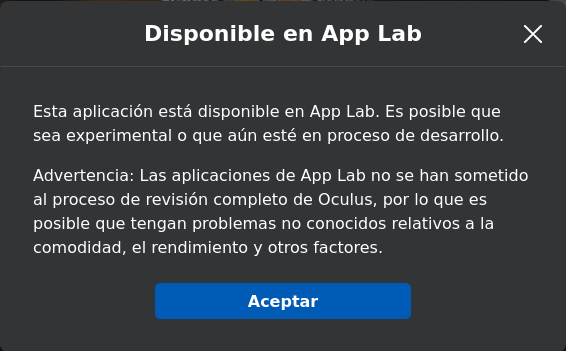 Disponible en App Lab
Esta aplicación está disponible en App Lab. Es posible que
sea experimental o que aún esté en proceso de desarrollo.
Advertencia: Las aplicaciones de App Lab no se han sometido
al proceso de revisión completo de Oculus, por lo que es
posible que tengan problemas no conocidos relativos a la
comodidad, el rendimiento y otros factores.
Aceptar